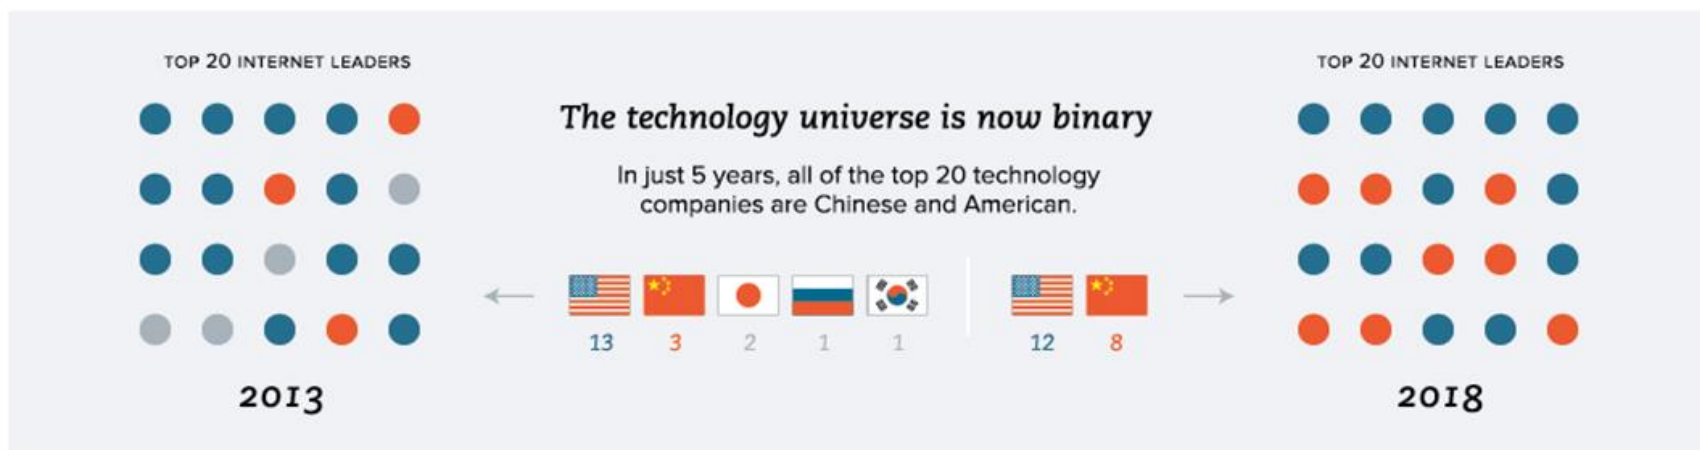 TOP 20 INTERNET LEADERS
2013
The technology universe is now binary
In just 5 years, all of the top 20 technology
companies are Chinese and American.
13 3 2 1 1 12 8
TOP 20 INTERNET LEADERS
2018